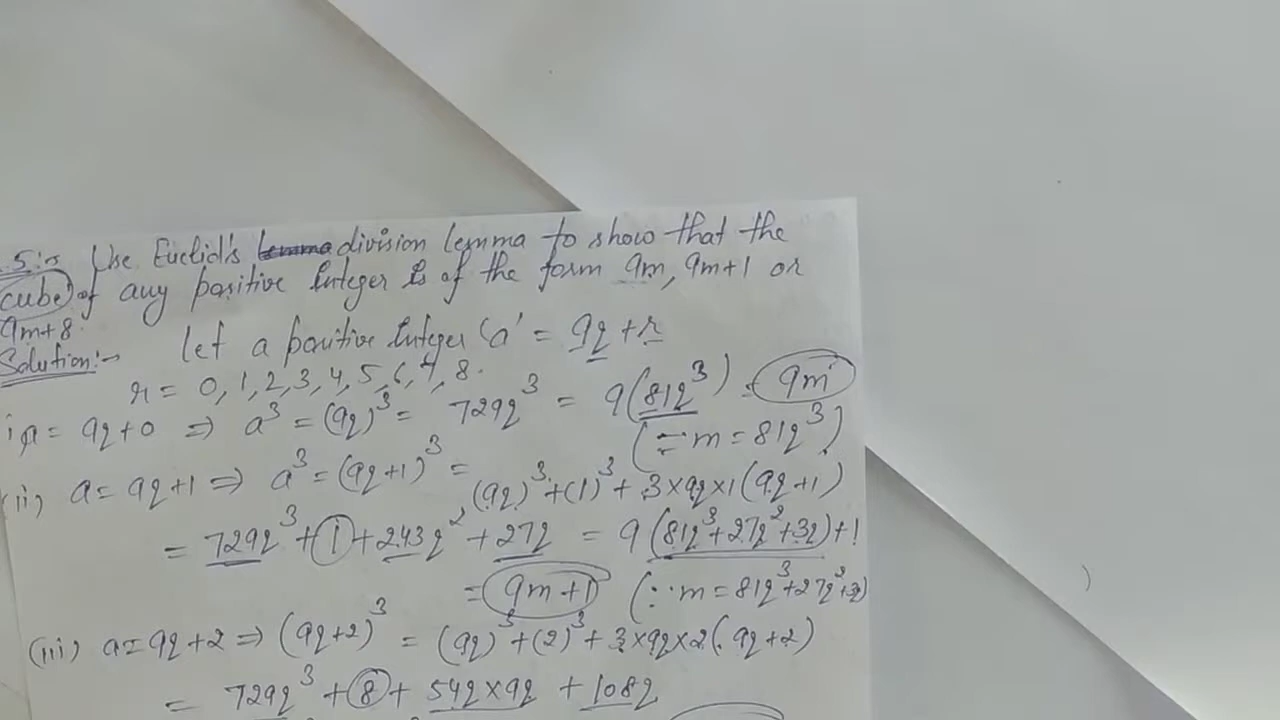 5:- Use Euclid's lemma division lemma to show that the
cube of any positive integer is of the form 9m, 9m+1 or
9m+8.
Solution:- Let a positive integer 'a' = 9q + r
r = 0, 1, 2, 3, 4, 5, 6, 7, 8.
i, a = 9q+0 ⇒ a³ = (9q)³ = 729q³ = 9(81q³) = 9m
(∵ m = 81q³)
(ii) a = 9q+1 ⇒ a³ = (9q+1)³ = (9q)³+(1)³+3×9q×1(9q+1)
= 729q³+1+243q²+27q = 9(81q³+27q²+3q)+1
= 9m+1 (∵ m = 81q³+27q²+3q)
(iii) a = 9q+2 ⇒ (9q+2)³ = (9q)³+(2)³+3×9q×2(9q+2)
= 729q³ + 8 + 54q×9q + 108q